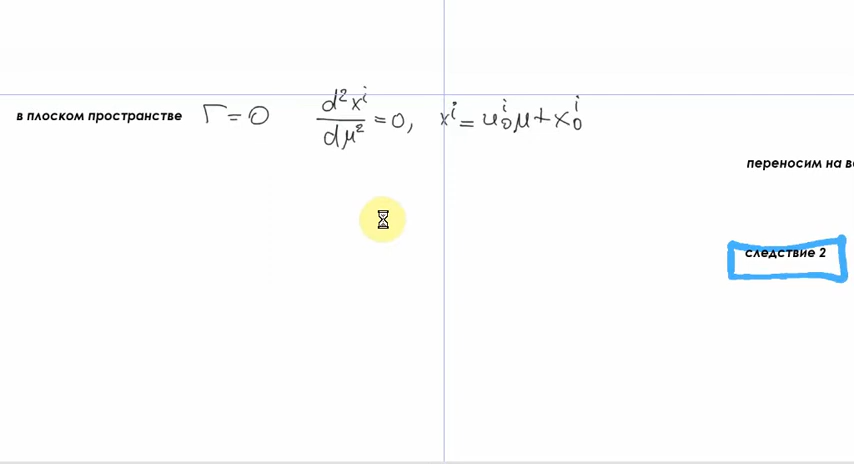 в плоском пространстве Γ = 0 d²xⁱ/dμ² = 0, xⁱ = u₀ⁱμ + x₀ⁱ
переносим на
следствие 2